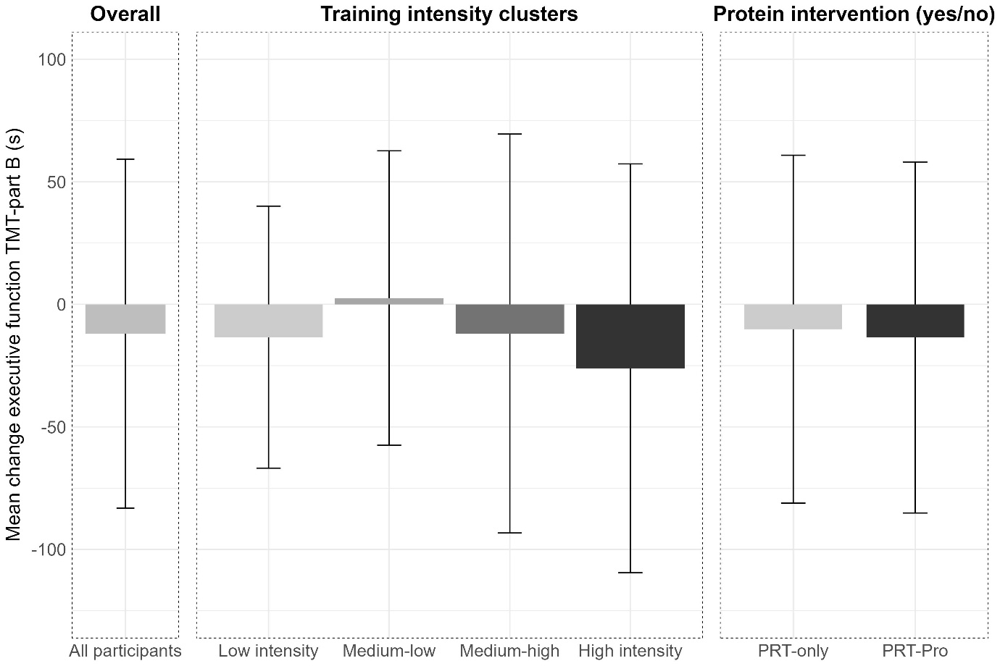 Overall
Training intensity clusters
Protein intervention (yes/no)
Mean change executive function TMT-part B (s)
100
50
0
-50
-100
All participants
Low intensity
Medium-low
Medium-high
High intensity
PRT-only
PRT-Pro